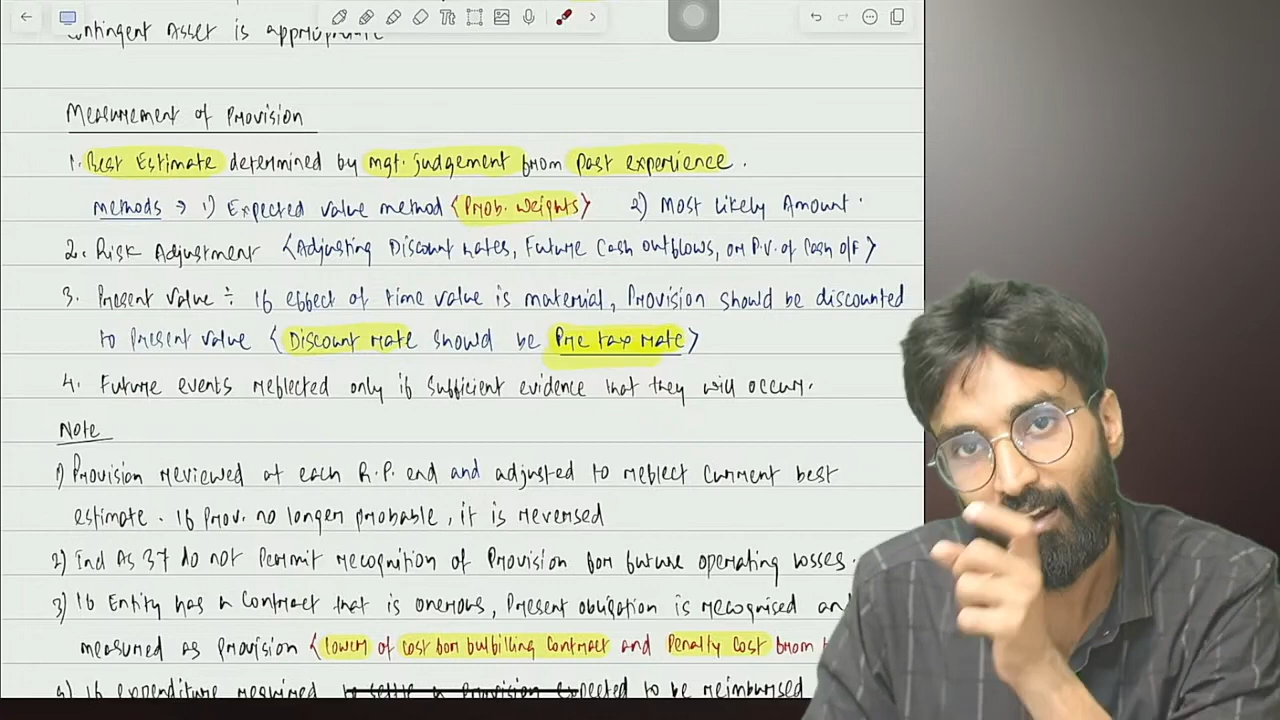 Contingent Asset is appropriate
Measurement of Provision
1. Best Estimate determined by mgt. judgement from past experience.
Methods → 1) Expected value method <Prob. weights> 2) Most Likely Amount.
2. Risk Adjustment <Adjusting Discount rates, Future Cash outflows, or P.V. of Cash o/f>
3. Present Value ÷ If effect of time value is material, Provision should be discounted
to Present value <Discount rate should be Pre tax rate>
4. Future events reflected only if sufficient evidence that they will occur.
Note
1) Provision reviewed at each R.P. end and adjusted to reflect current best
estimate. If Prov. no longer probable, it is reversed
2) Ind AS 37 do not permit recognition of Provision for future operating losses.
3) If Entity has a contract that is onerous, Present obligation is recognised and
measured as provision <lower of cost for fulfilling contract and Penalty cost from
4) If expenditure required to settle a provision expected to be reimbursed